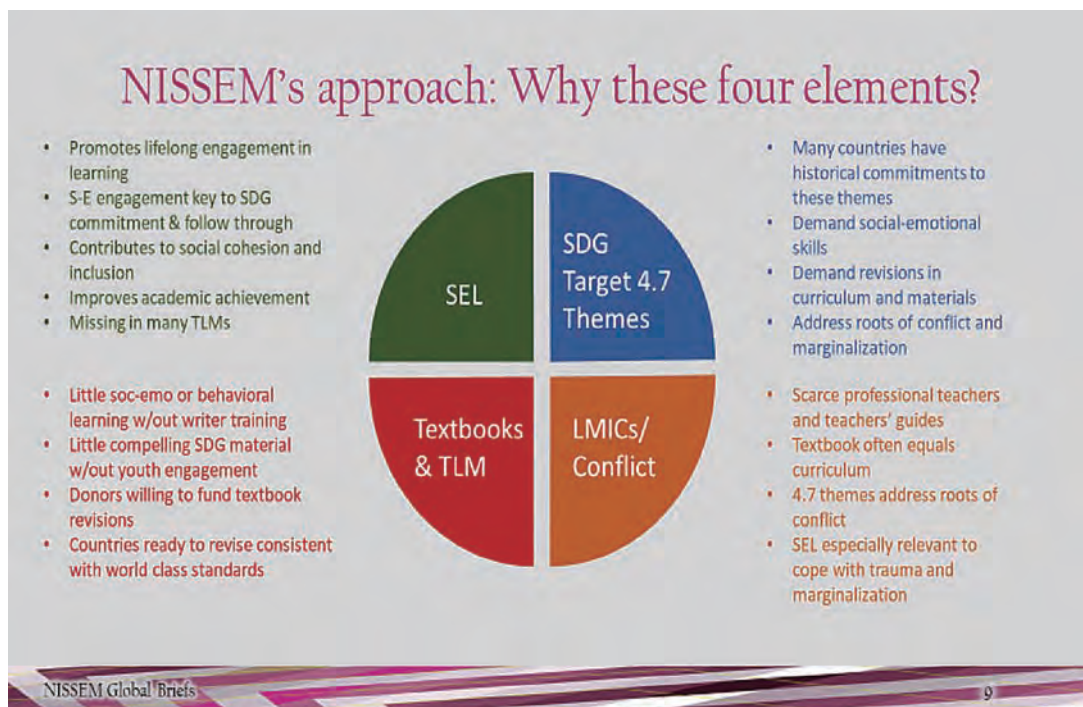 NISSEM's approach: Why these four elements?
• Promotes lifelong engagement in
learning
• S-E engagement key to SDG
commitment & follow through
• Contributes to social cohesion and
inclusion
• Improves academic achievement
• Missing in many TLMs
• Little soc-emo or behavioral
learning w/out writer training
• Little compelling SDG material
w/out youth engagement
• Donors willing to fund textbook
revisions
• Countries ready to revise consistent
with world class standards
SEL
SDG
Target 4.7
Themes
Textbooks
& TLM
LMICs/
Conflict
• Many countries have
historical commitments to
these themes
• Demand social-emotional
skills
• Demand revisions in
curriculum and materials
• Address roots of conflict and
marginalization
• Scarce professional teachers
and teachers' guides
• Textbook often equals
curriculum
• 4.7 themes address roots of
conflict
• SEL especially relevant to
cope with trauma and
marginalization
NISSEM Global Briefs
9